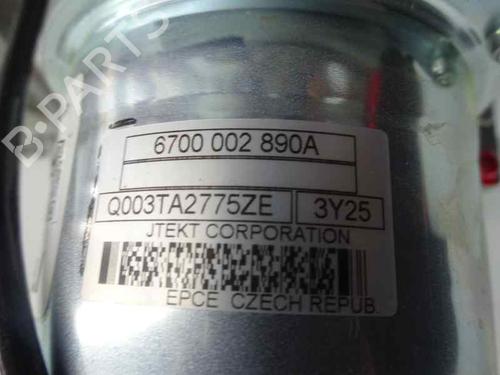 B-PARTS
6700 002 890A
Q003TA2775ZE 3Y25
JTEKT CORPORATION
EPCE CZECH REPUB.